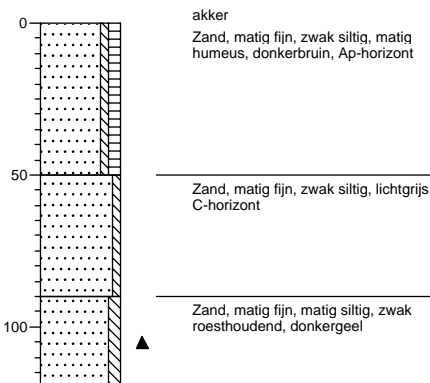 akker
0
Zand, matig fijn, zwak siltig, matig
humeus, donkerbruin, Ap-horizont
50
Zand, matig fijn, zwak siltig, lichtgrijs,
C-horizont
Zand, matig fijn, matig siltig, zwak
roesthoudend, donkergeel
100